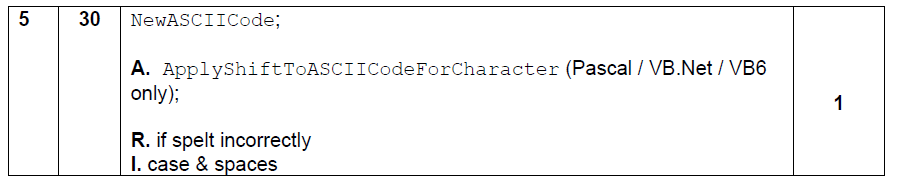 5 30 NewASCIICode;
A. ApplyShiftToASCIICodeForCharacter (Pascal / VB.Net / VB6
only);
1
R. if spelt incorrectly
I. case & spaces